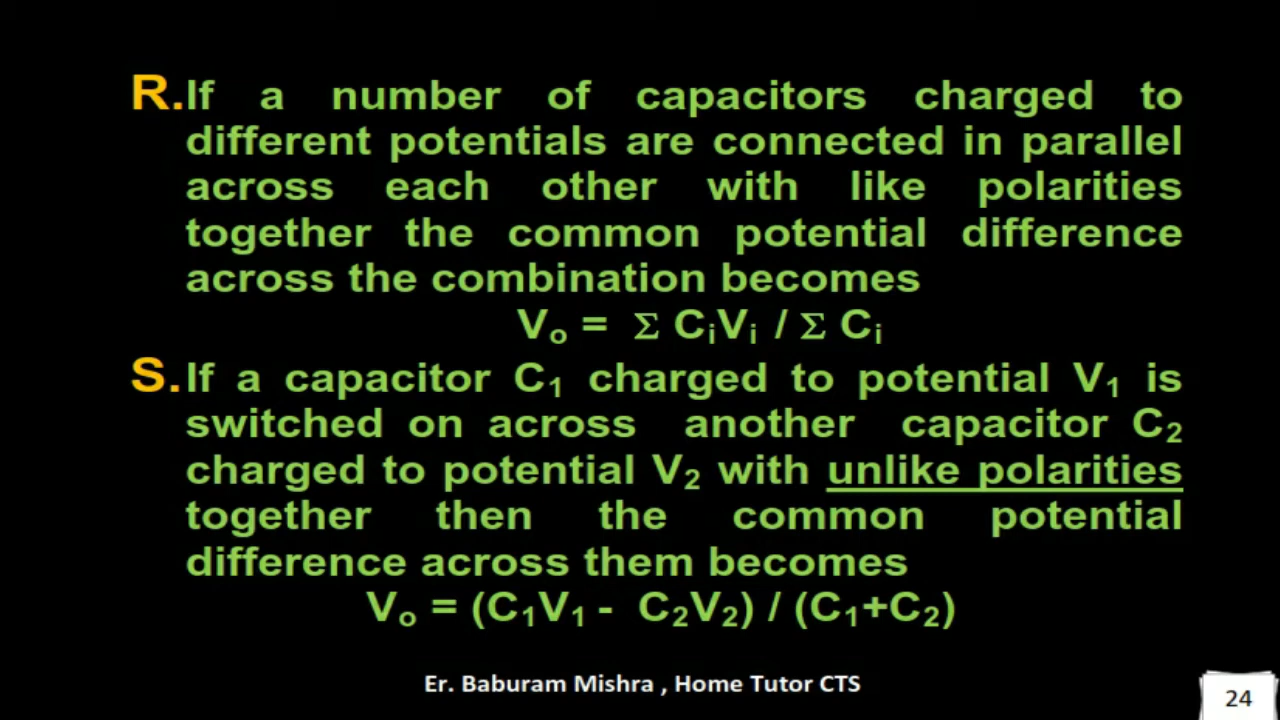 R. If a number of capacitors charged to
different potentials are connected in parallel
across each other with like polarities
together the common potential difference
across the combination becomes
Vₒ = Σ CᵢVᵢ / Σ Cᵢ
S. If a capacitor C₁ charged to potential V₁ is
switched on across another capacitor C₂
charged to potential V₂ with unlike polarities
together then the common potential
difference across them becomes
Vₒ = (C₁V₁ - C₂V₂) / (C₁+C₂)
Er. Baburam Mishra , Home Tutor CTS
24